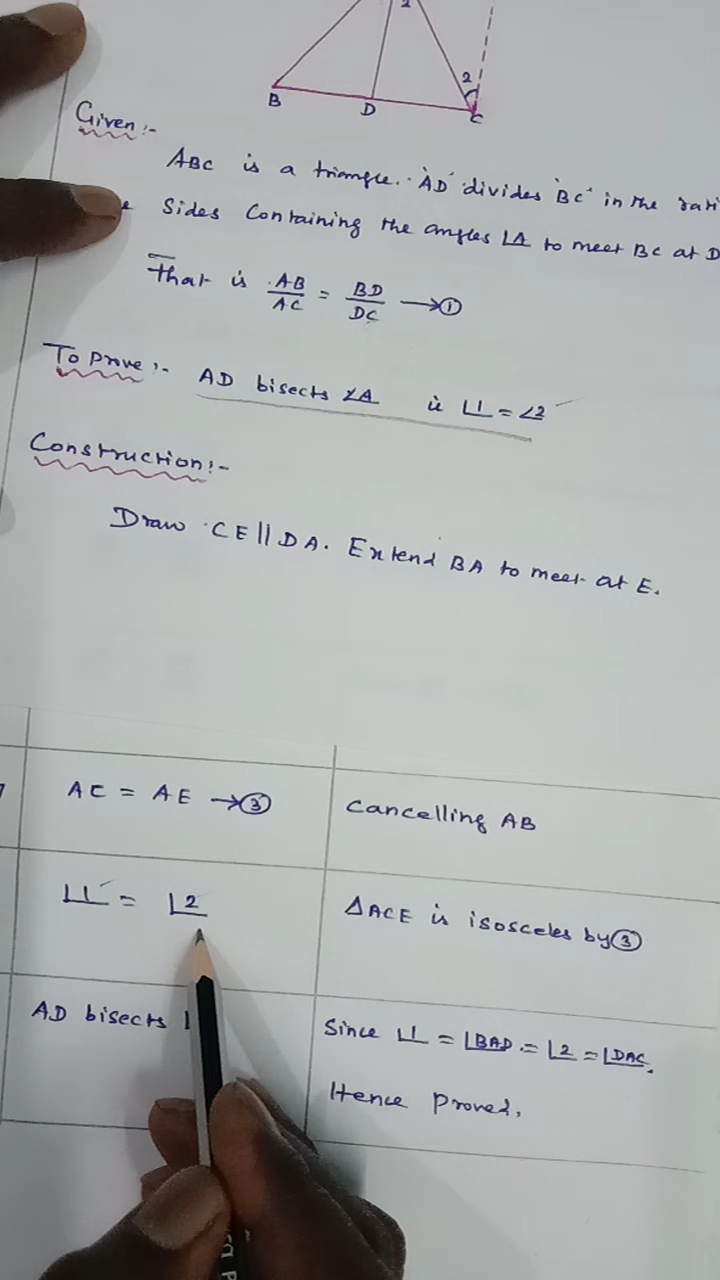 2
2
B
D
C
Given :-
ABC is a triangle. AD divides BC in the
Sides Containing the angles ∠A to meet BC at D
That is AB/AC = BD/DC → ①
To prove :- AD bisects ∠A ie ∠1 = ∠2
Construction :-
Draw CE || DA. Extend BA to meet at E.
AC = AE → ③ Cancelling AB
∠1 = ∠2 ΔACE is isosceles by ③
AD bisects Since ∠1 = ∠BAD = ∠2 = ∠DAC.
Hence Proved,